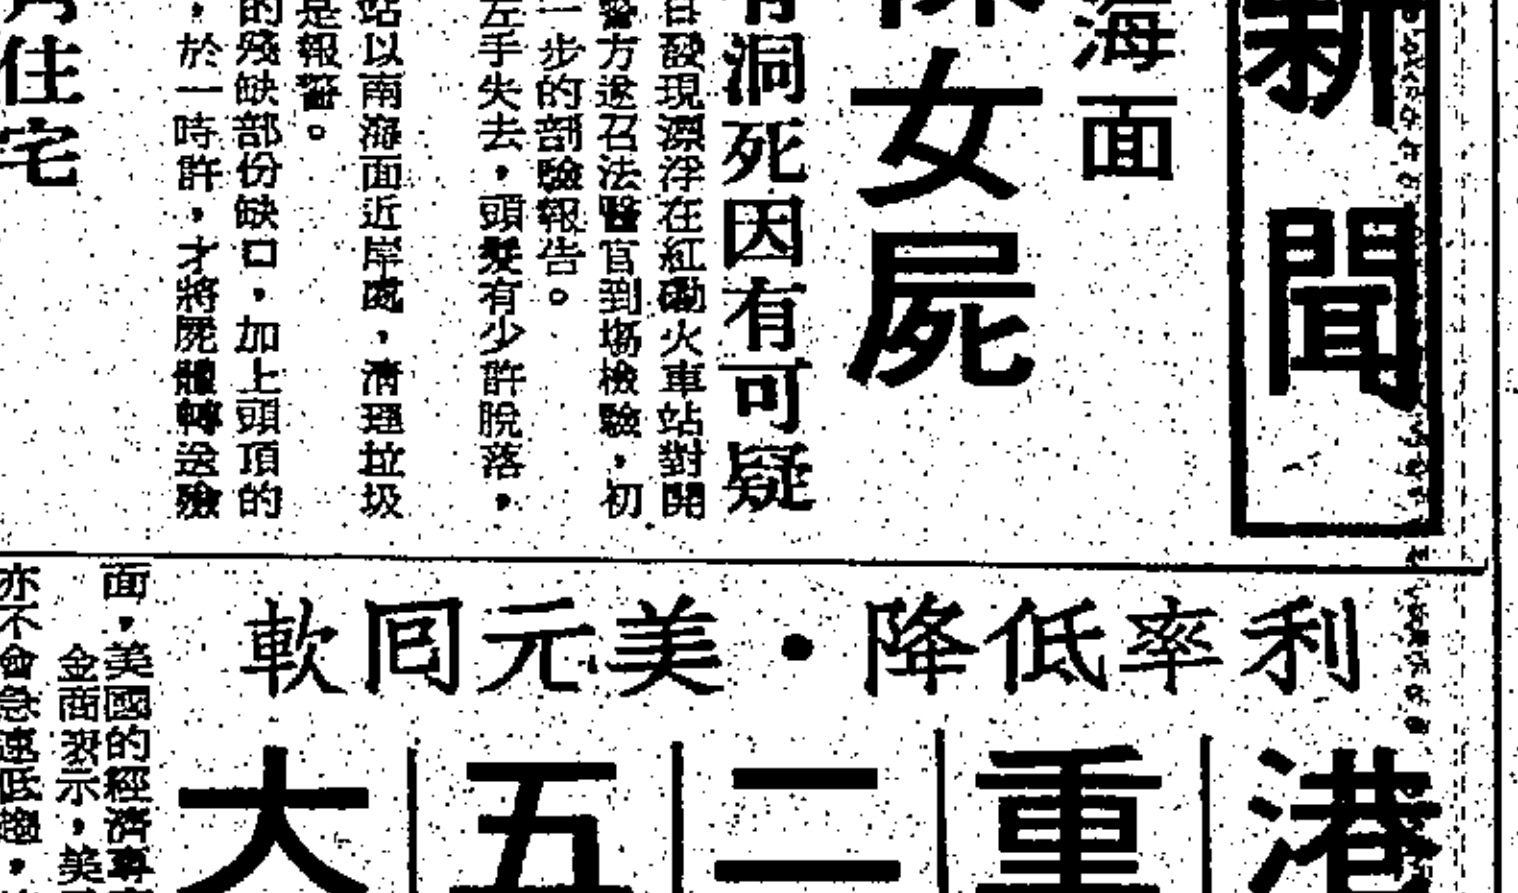 新聞
海面
女屍
洞死因有可疑
日發現漂浮在紅磡火車站對開
警方遂召法醫官到場檢驗，初
一步的剖驗報告。
左手失去，頭髮有少許脫落，
站以南海面近岸處，清理垃圾
是報警。
的殘缺部份缺口，加上頭頂的
，於一時許，才將屍體轉送殮
住宅
利率低降・美元回軟
港重二五大
面，美國的經濟專
金商表示，美
亦不會急速低